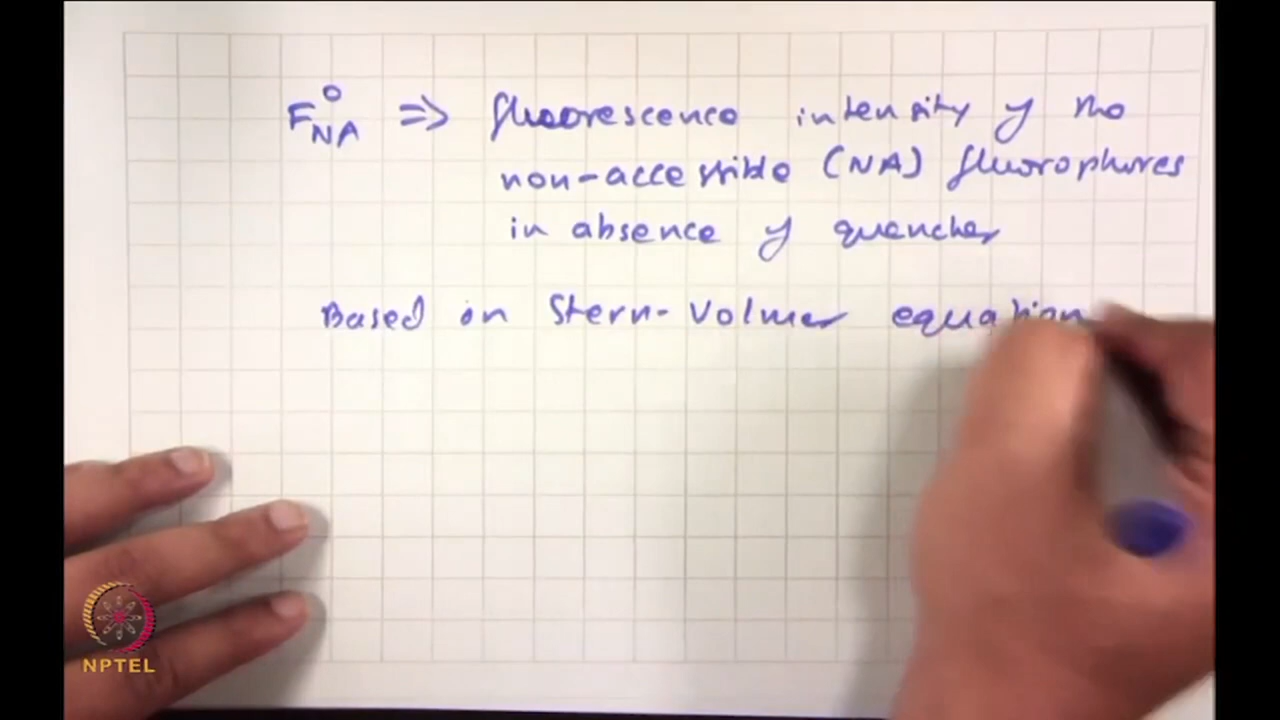 F°NA ⇒ fluorescence intensity of the
non-accessible (NA) fluorophores
in absence of quencher
Based on Stern-Volmer equation
NPTEL